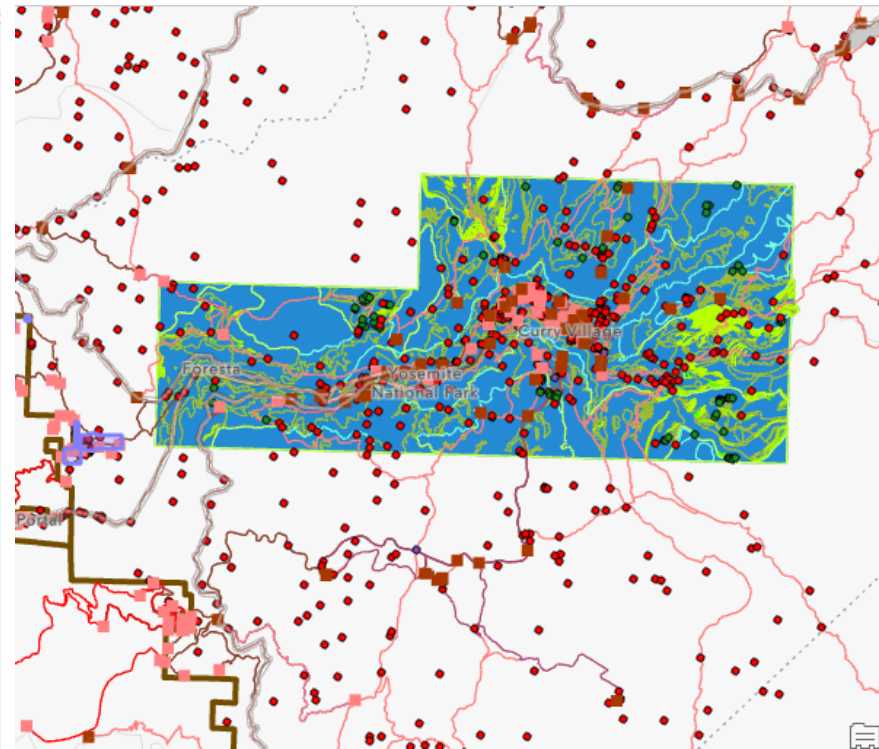 Curry Village
Foresta
Yosemite
National Park
Portal